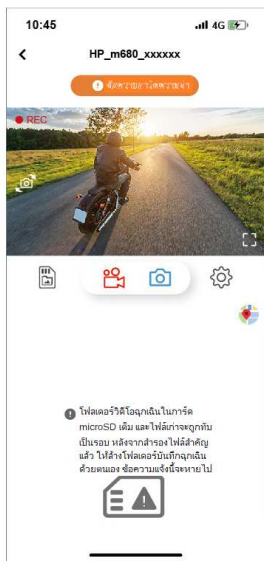 10:45
4G
HP_m680_xxxxxx
REC
โฟลเดอร์วิดีโอฉุกเฉินในการ์ด
microSD เต็ม และไฟล์เก่าจะถูกทับ
เป็นรอบ หลังจากสำรองไฟล์สำคัญ
แล้ว ให้ล้างโฟลเดอร์บันทึกฉุกเฉิน
ด้วยตนเอง ข้อความแจ้งนี้จะหายไป